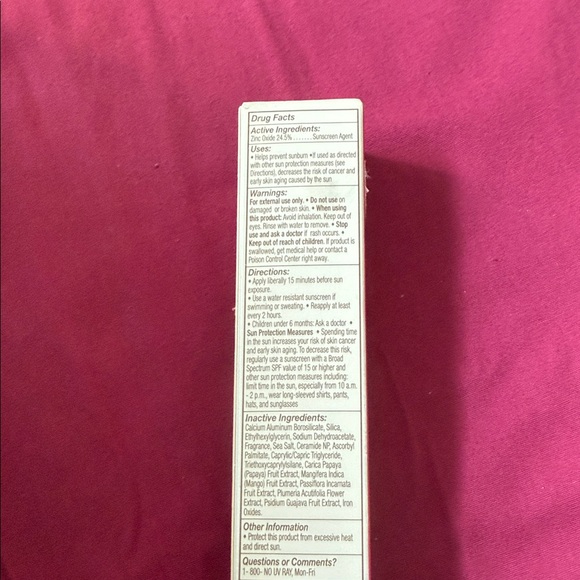 Drug Facts
Active Ingredients:
Zinc Oxide 24.5% ....... Sunscreen Agent
Uses:
• Helps prevent sunburn •If used as directed
with other sun protection measures (see
Directions), decreases the risk of cancer and
early skin aging caused by the sun
Warnings:
For external use only. • Do not use on
damaged or broken skin. • When using
this product: Avoid inhalation. Keep out of
eyes. Rinse with water to remove. • Stop
use and ask a doctor if rash occurs. •
Keep out of reach of children. If product is
swallowed, get medical help or contact a
Poison Control Center right away.
Directions:
• Apply liberally 15 minutes before sun
exposure.
• Use a water resistant sunscreen if
swimming or sweating. • Reapply at least
every 2 hours.
• Children under 6 months: Ask a doctor •
Sun Protection Measures • Spending time
in the sun increases your risk of skin cancer
and early skin aging. To decrease this risk,
regularly use a sunscreen with a Broad
Spectrum SPF value of 15 or higher and
other sun protection measures including:
limit time in the sun, especially from 10 a.m.
- 2 p.m., wear long-sleeved shirts, pants,
hats, and sunglasses
Inactive Ingredients:
Calcium Aluminum Borosilicate, Silica,
Ethylhexylglycerin, Sodium Dehydroacetate,
Fragrance, Sea Salt, Ceramide NP, Ascorbyl
Palmitate, Caprylic/Capric Triglyceride,
Triethoxycaprylylsilane, Carica Papaya
(Papaya) Fruit Extract, Mangifera Indica
(Mango) Fruit Extract, Passiflora Incarnata
Fruit Extract, Plumeria Acutifolia Flower
Extract, Psidium Guajava Fruit Extract, Iron
Oxides.
Other Information
• Protect this product from excessive heat
and direct sun.
Questions or Comments?
1- 800- NO UV RAY, Mon-Fri